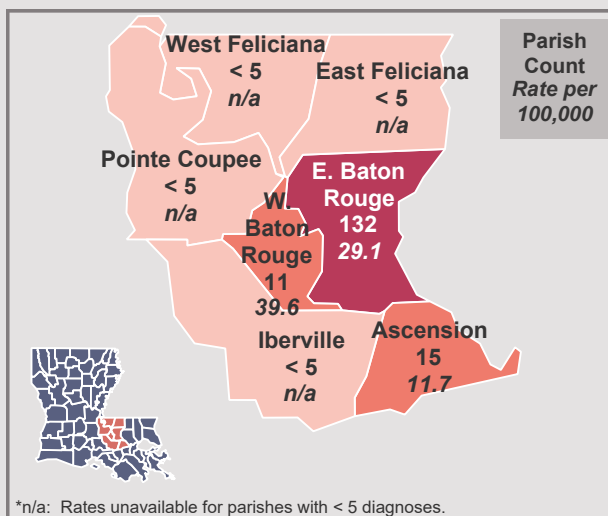 West Feliciana
< 5
n/a
East Feliciana
< 5
n/a
Parish
Count
Rate per
100,000
Pointe Coupee
< 5
n/a
E. Baton
Rouge
132
29.1
W.
Baton
Rouge
11
39.6
Iberville
< 5
n/a
Ascension
15
11.7
*n/a: Rates unavailable for parishes with < 5 diagnoses.